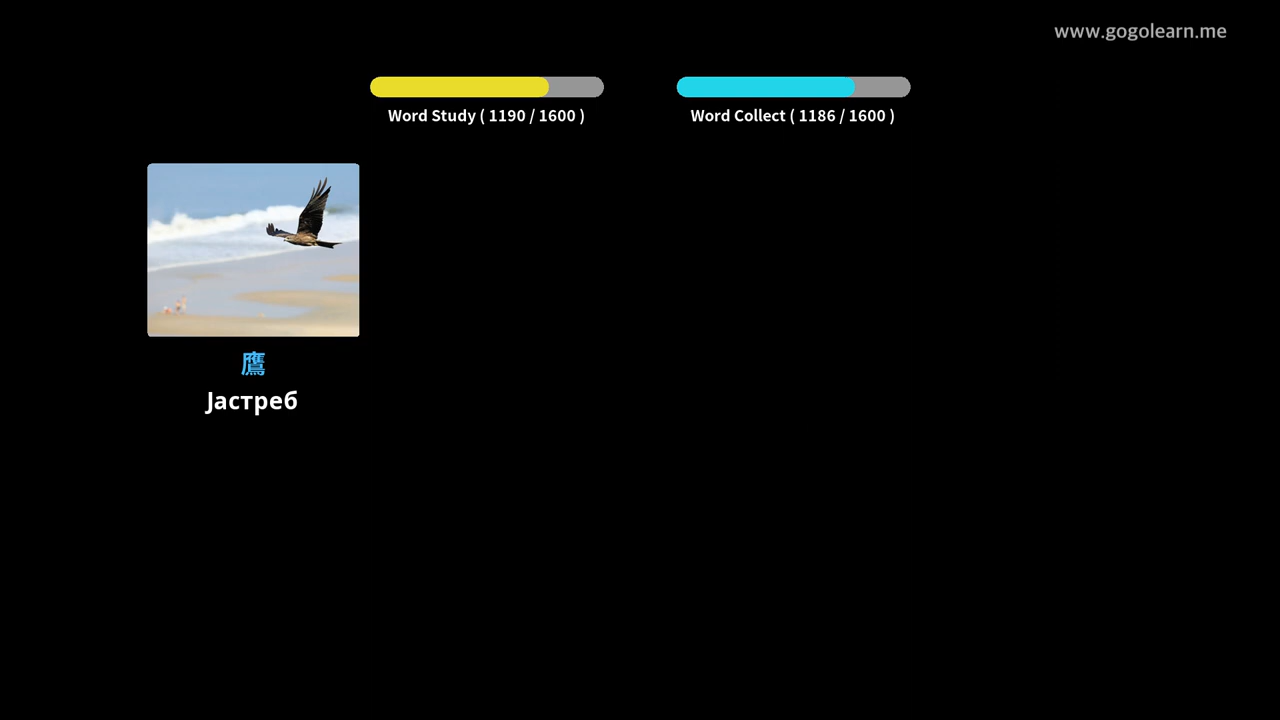 www.gogolearn.me
Word Study ( 1190 / 1600 )
Word Collect ( 1186 / 1600 )
鷹
Јастреб